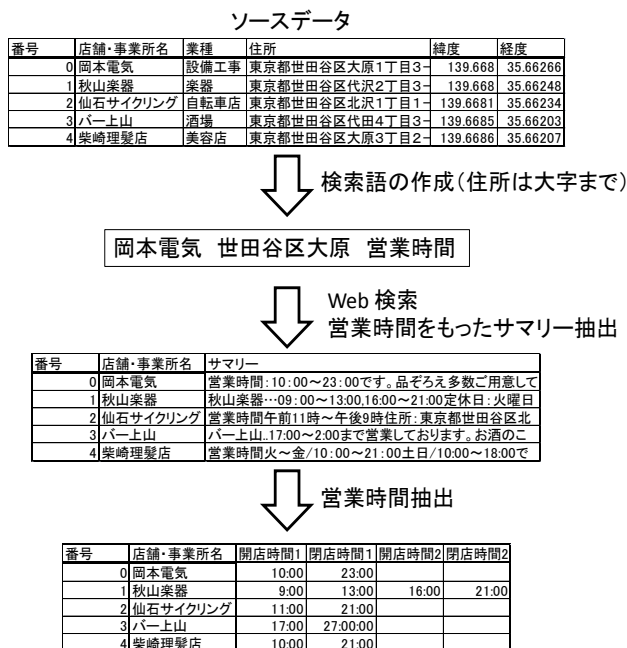 ソースデータ
番号 店舗・事業所名 業種 住所 緯度 経度
0 岡本電気 設備工事 東京都世田谷区大原1丁目3- 139.668 35.66266
1 秋山楽器 楽器 東京都世田谷区代沢2丁目3- 139.668 35.66248
2 仙石サイクリング 自転車店 東京都世田谷区北沢1丁目1- 139.6681 35.66234
3 バー上山 酒場 東京都世田谷区代田4丁目3- 139.6685 35.66203
4 柴崎理髪店 美容店 東京都世田谷区大原3丁目2- 139.6686 35.66207
検索語の作成(住所は大字まで)
岡本電気 世田谷区大原 営業時間
Web 検索
営業時間をもったサマリー抽出
番号 店舗・事業所名 サマリー
0 岡本電気 営業時間:10:00~23:00です。品ぞろえ多数ご用意して
1 秋山楽器 秋山楽器…09:00~13:00,16:00~21:00定休日:火曜日
2 仙石サイクリング 営業時間午前11時~午後9時住所:東京都世田谷区北
3 バー上山 バー上山..17:00~2:00まで営業しております。お酒のこ
4 柴崎理髪店 営業時間火~金/10:00~21:00土日/10:00~18:00で
営業時間抽出
番号 店舗・事業所名 開店時間1 閉店時間1 開店時間2 閉店時間2
0 岡本電気 10:00 23:00
1 秋山楽器 9:00 13:00 16:00 21:00
2 仙石サイクリング 11:00 21:00
3 バー上山 17:00 27:00:00
4 柴崎理髪店 10:00 21:00